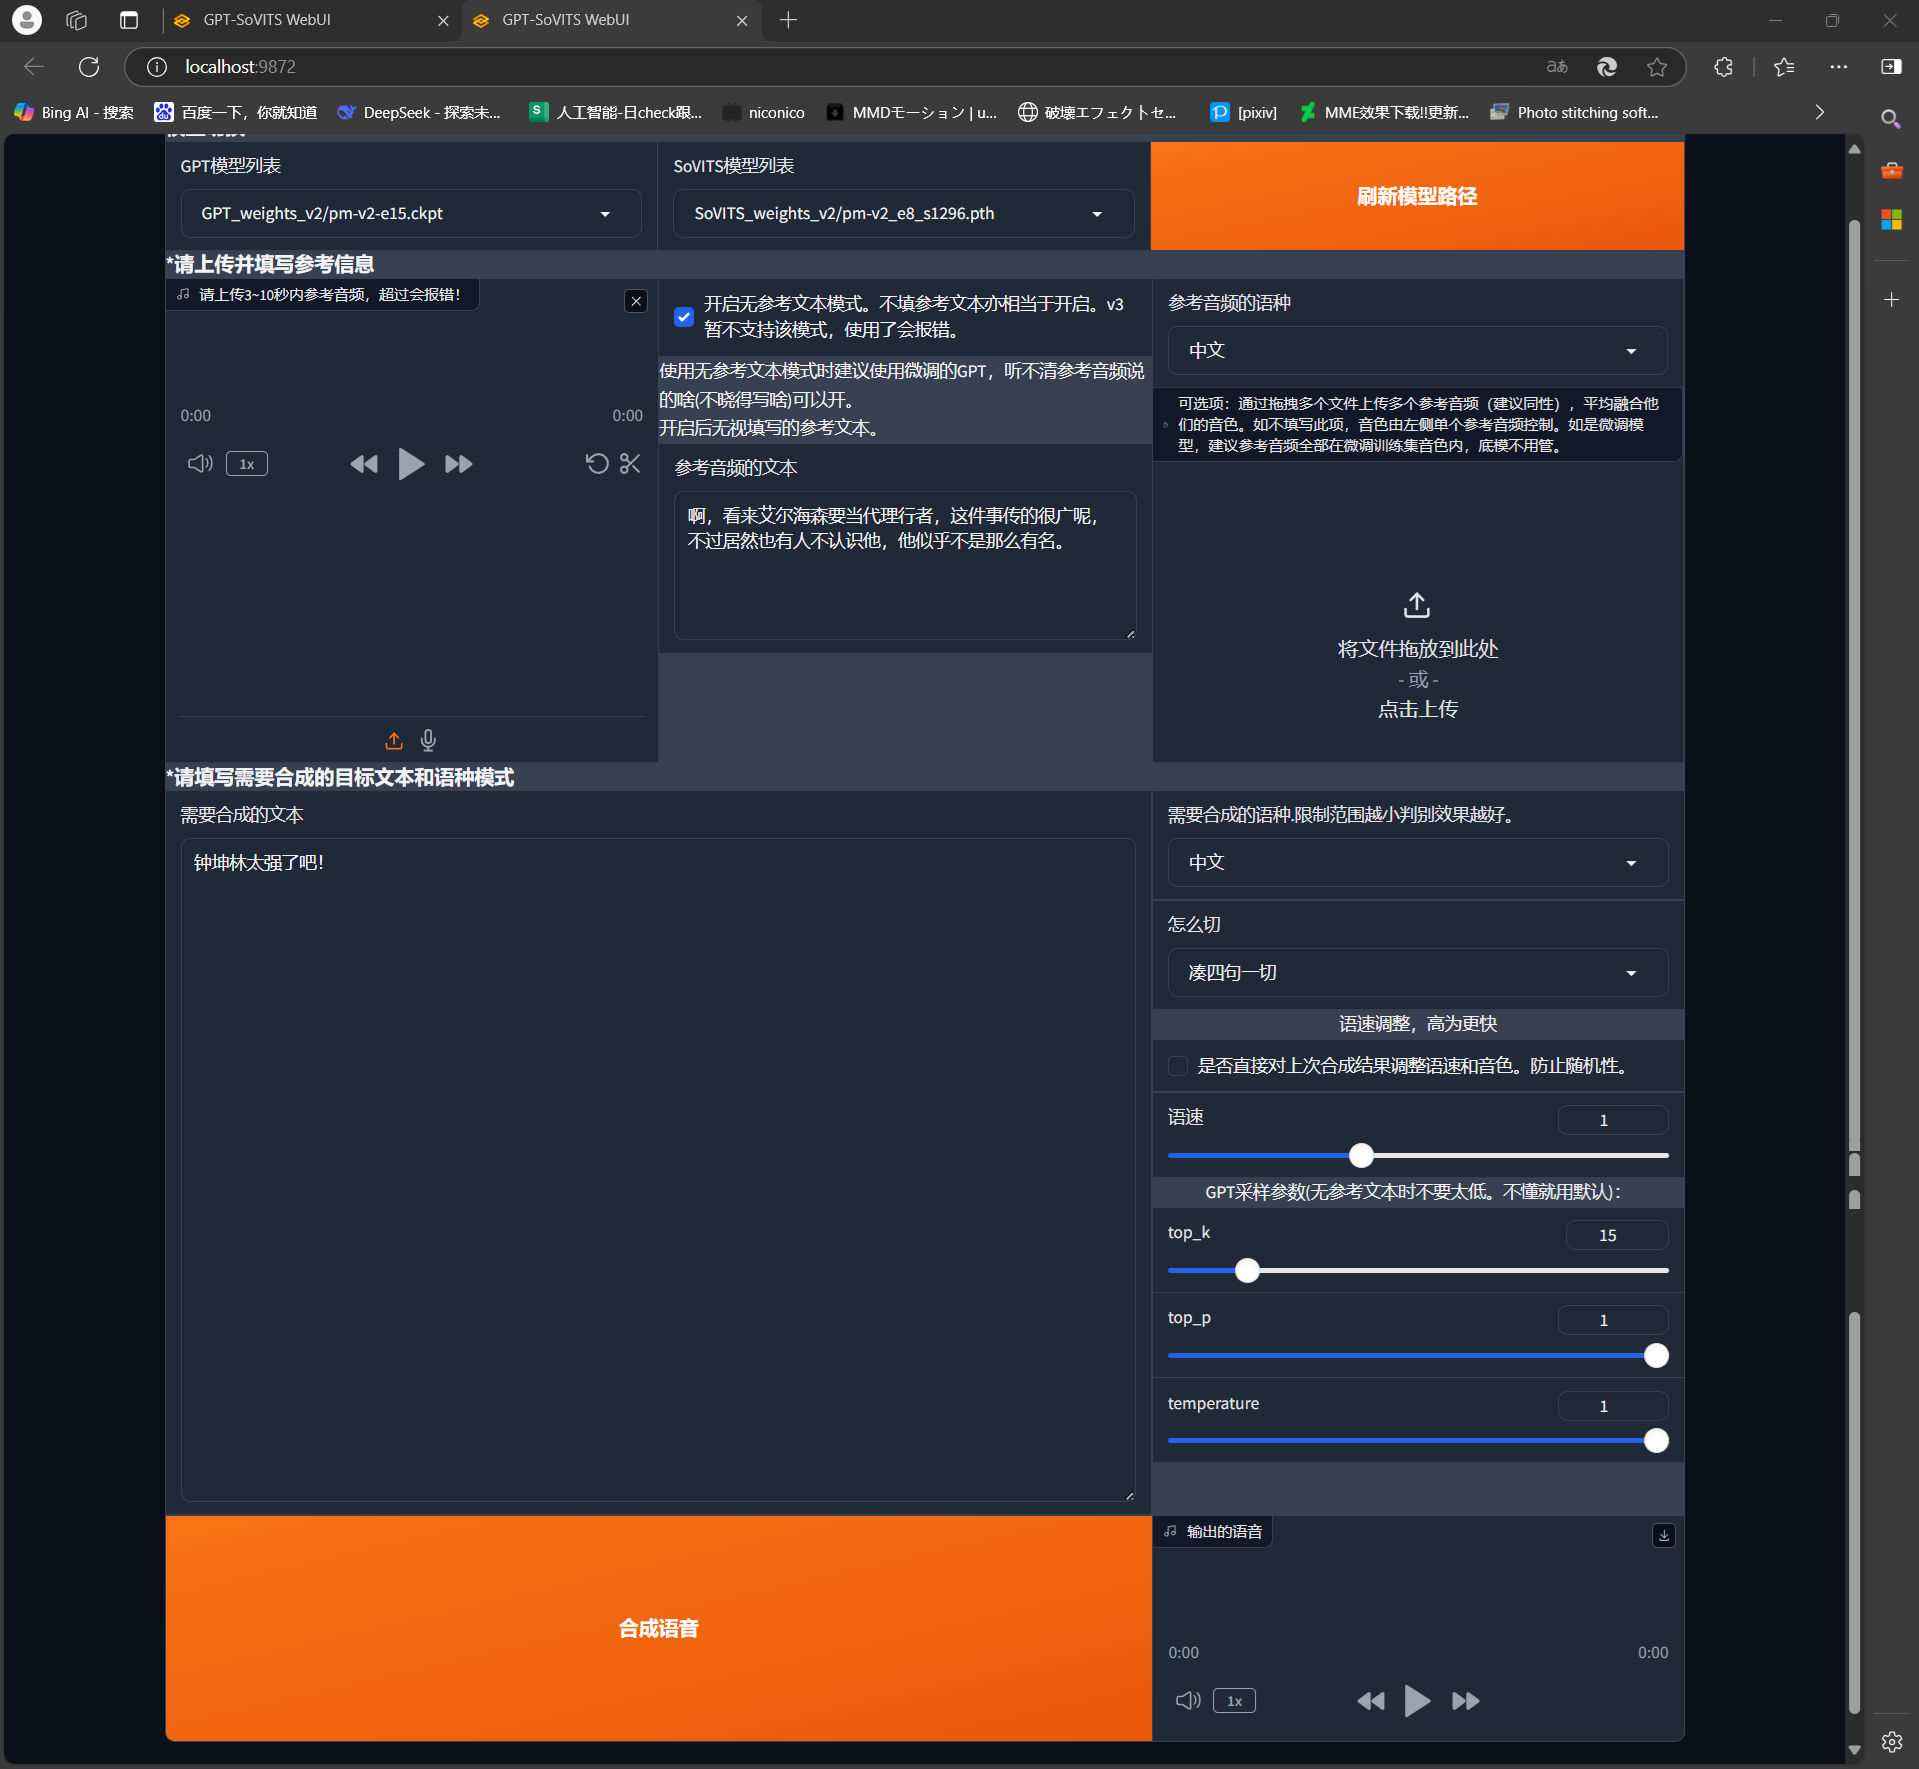 GPT-SoVITS WebUI
GPT-SoVITS WebUI
localhost:9872
aあ
Bing AI - 搜索
百度一下，你就知道
DeepSeek - 探索未...
人工智能-日check跟...
niconico
MMDモーション | u...
破壊エフェクトセ...
[pixiv]
MME效果下载!!更新...
Photo stitching soft...
GPT模型列表
GPT_weights_v2/pm-v2-e15.ckpt
SoVITS模型列表
SoVITS_weights_v2/pm-v2_e8_s1296.pth
刷新模型路径
*请上传并填写参考信息
请上传3~10秒内参考音频，超过会报错！
0:00
0:00
1x
开启无参考文本模式。不填参考文本亦相当于开启。v3
暂不支持该模式，使用了会报错。
使用无参考文本模式时建议使用微调的GPT，听不清参考音频说
的啥(不晓得写啥)可以开。
开启后无视填写的参考文本。
参考音频的文本
啊，看来艾尔海森要当代理行者，这件事传的很广呢，
不过居然也有人不认识他，他似乎不是那么有名。
参考音频的语种
中文
可选项：通过拖拽多个文件上传多个参考音频（建议同性），平均融合他
们的音色。如不填写此项，音色由左侧单个参考音频控制。如是微调模
型，建议参考音频全部在微调训练集音色内，底模不用管。
将文件拖放到此处
- 或 -
点击上传
*请填写需要合成的目标文本和语种模式
需要合成的文本
钟坤林太强了吧！
需要合成的语种.限制范围越小判别效果越好。
中文
怎么切
凑四句一切
语速调整，高为更快
是否直接对上次合成结果调整语速和音色。防止随机性。
语速
1
GPT采样参数(无参考文本时不要太低。不懂就用默认)：
top_k
15
top_p
1
temperature
1
合成语音
输出的语音
0:00
0:00
1x